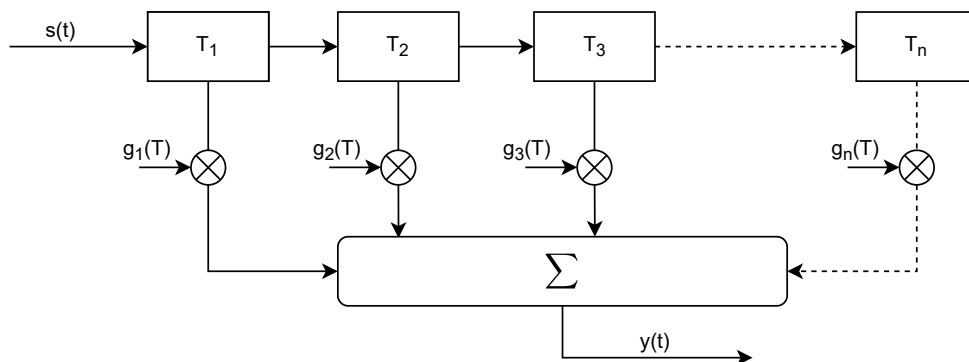 s(t)
T₁
T₂
T₃
Tₙ
g₁(T)
g₂(T)
g₃(T)
gₙ(T)
Σ
y(t)